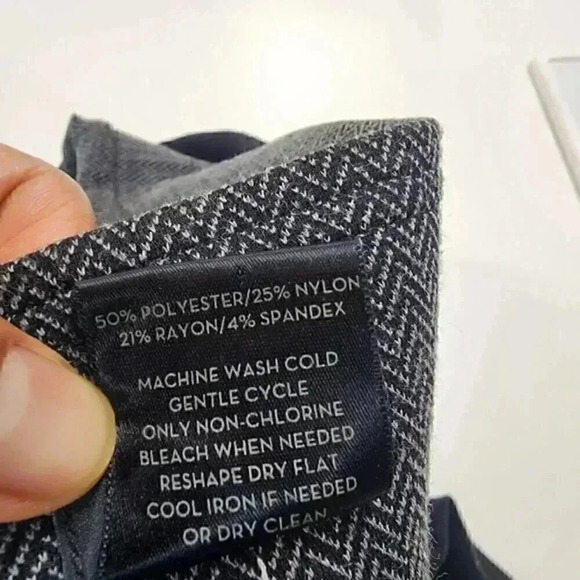 50% POLYESTER/25% NYLON
21% RAYON/4% SPANDEX
MACHINE WASH COLD
GENTLE CYCLE
ONLY NON-CHLORINE
BLEACH WHEN NEEDED
RESHAPE DRY FLAT
COOL IRON IF NEEDED
OR DRY CLEAN